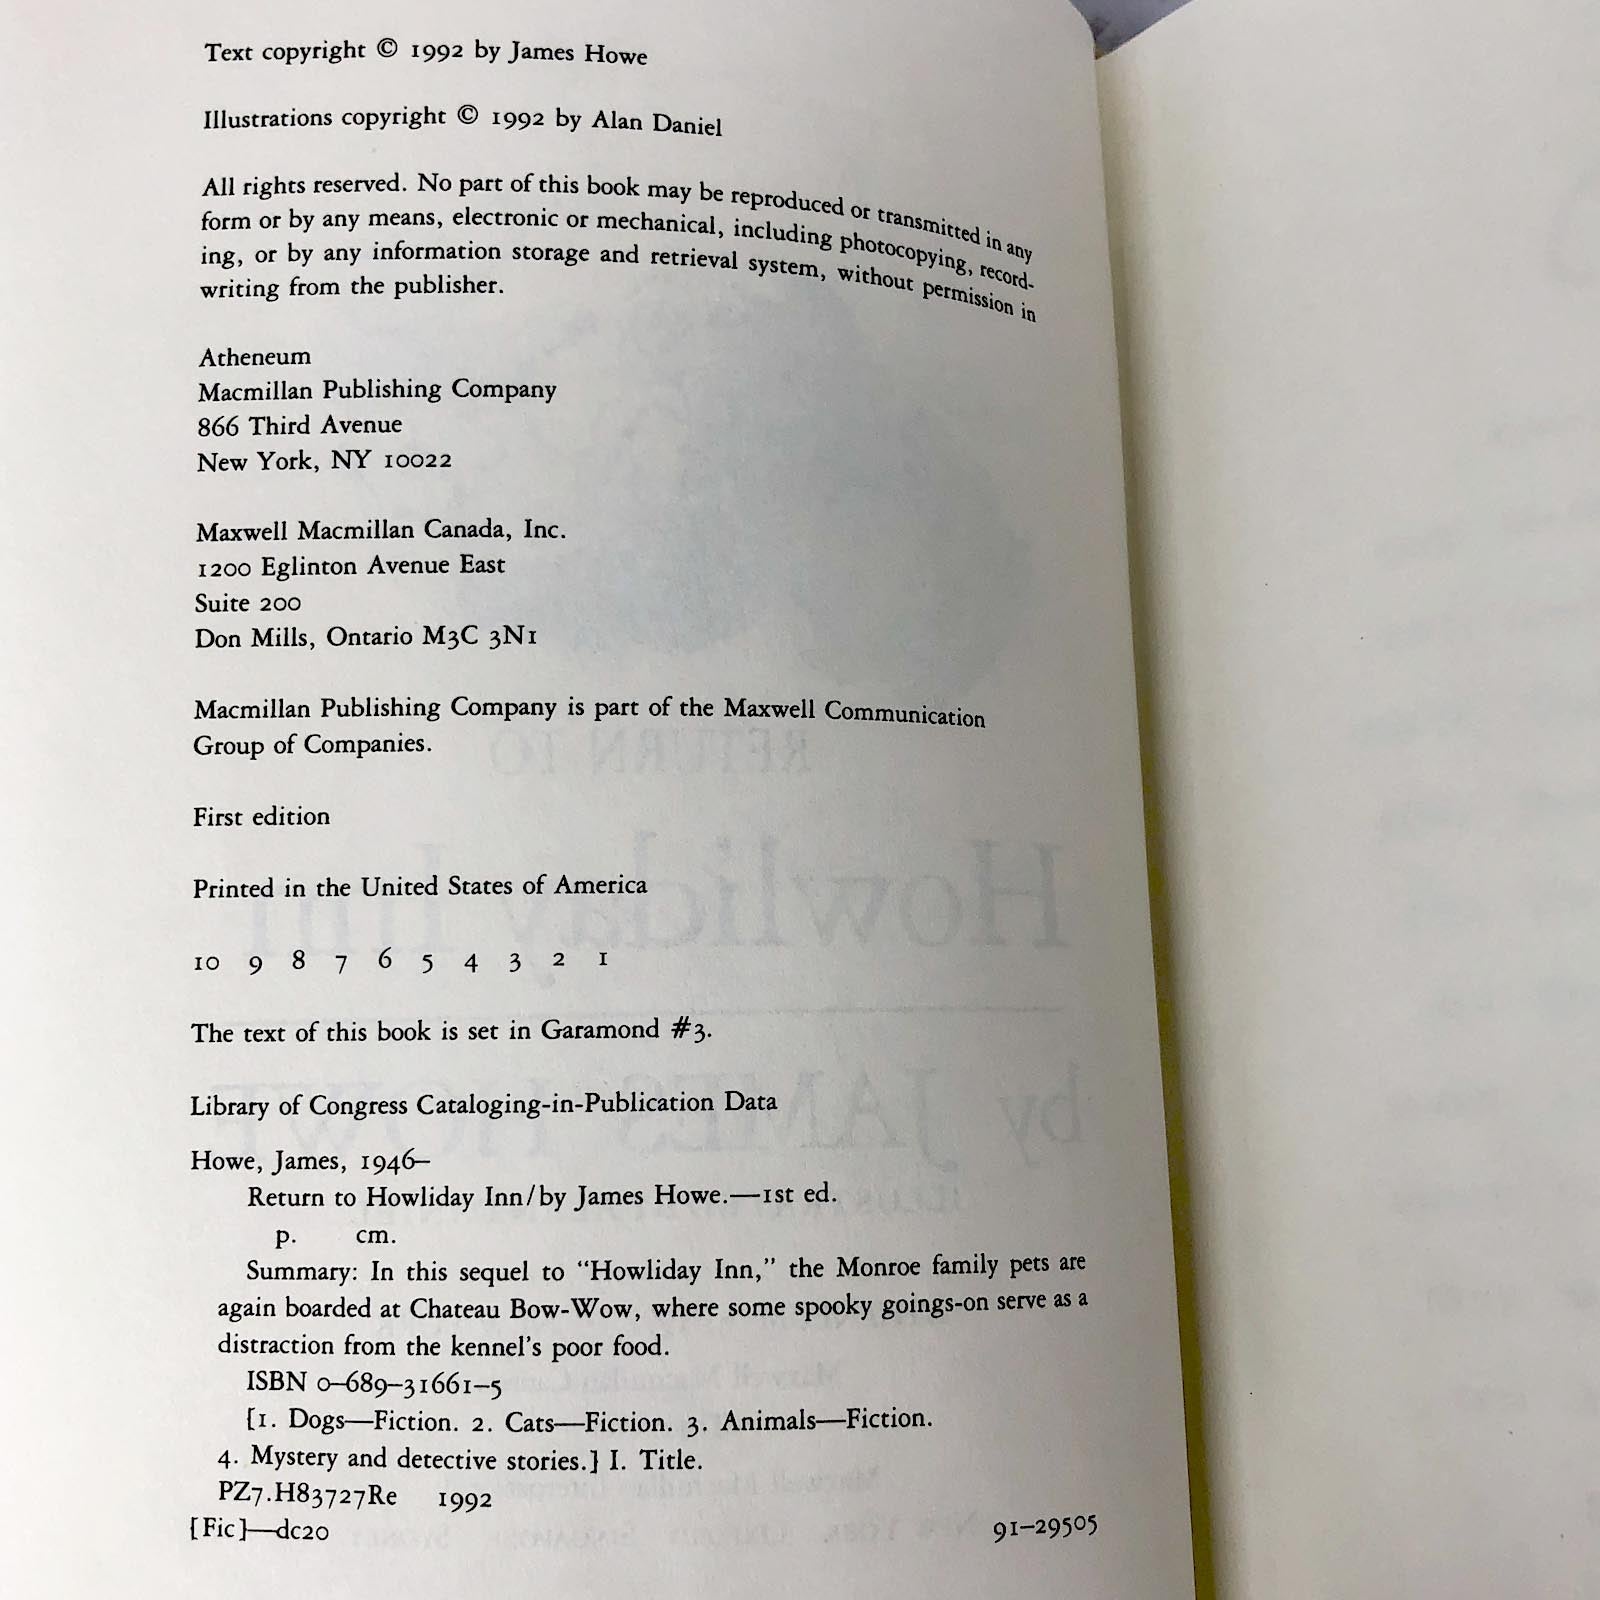 Text copyright © 1992 by James Howe
Illustrations copyright © 1992 by Alan Daniel
All rights reserved. No part of this book may be reproduced or transmitted in any
form or by any means, electronic or mechanical, including photocopying, record-
ing, or by any information storage and retrieval system, without permission in
writing from the publisher.
Atheneum
Macmillan Publishing Company
866 Third Avenue
New York, NY 10022
Maxwell Macmillan Canada, Inc.
1200 Eglinton Avenue East
Suite 200
Don Mills, Ontario M3C 3N1
Macmillan Publishing Company is part of the Maxwell Communication
Group of Companies.
First edition
Printed in the United States of America
10 9 8 7 6 5 4 3 2 1
The text of this book is set in Garamond #3.
Library of Congress Cataloging-in-Publication Data
Howe, James, 1946–
Return to Howliday Inn/by James Howe.—1st ed.
p. cm.
Summary: In this sequel to “Howliday Inn,” the Monroe family pets are
again boarded at Chateau Bow-Wow, where some spooky goings-on serve as a
distraction from the kennel's poor food.
ISBN 0–689–31661–5
[1. Dogs—Fiction. 2. Cats—Fiction. 3. Animals—Fiction.
4. Mystery and detective stories.] I. Title.
PZ7.H83727Re 1992
[Fic]—dc20 91–29505